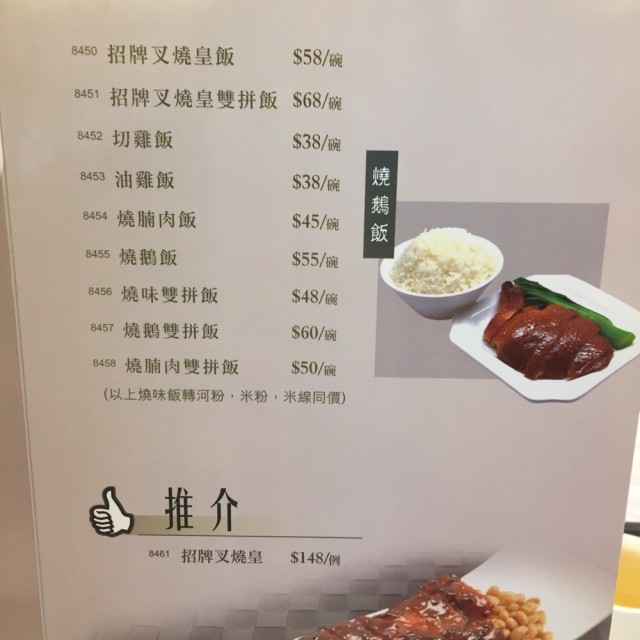 8450 招牌叉燒皇飯 $58/碗
8451 招牌叉燒皇雙拼飯 $68/碗
8452 切雞飯 $38/碗
8453 油雞飯 $38/碗
8454 燒腩肉飯 $45/碗
8455 燒鵝飯 $55/碗
8456 燒味雙拼飯 $48/碗
8457 燒鵝雙拼飯 $60/碗
8458 燒腩肉雙拼飯 $50/碗
(以上燒味飯轉河粉，米粉，米線同價)
燒鵝飯
推介
8461 招牌叉燒皇 $148/例